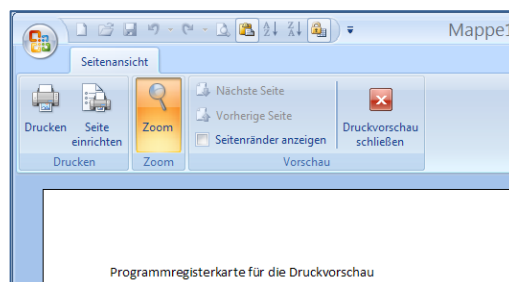 Mappe1
Seitenansicht
Drucken
Seite
einrichten
Zoom
Nächste Seite
Vorherige Seite
Seitenränder anzeigen
Druckvorschau
schließen
Drucken
Zoom
Vorschau
Programmregisterkarte für die Druckvorschau